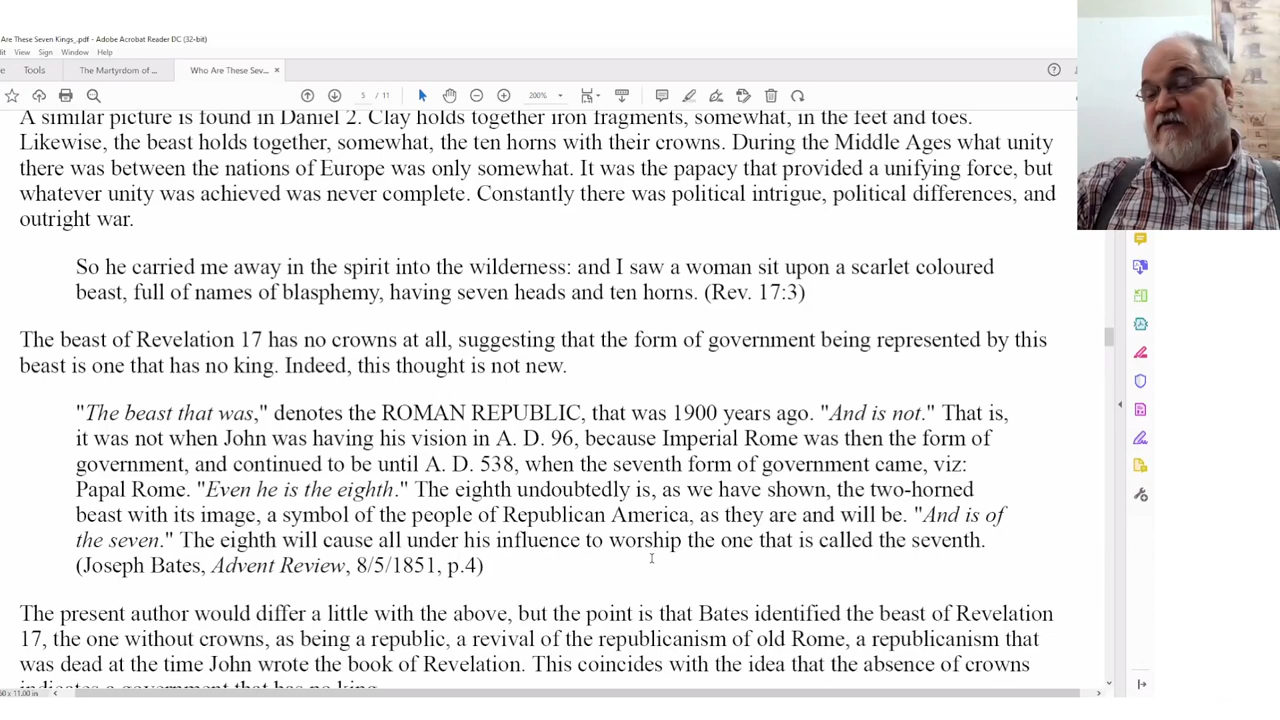 Are These Seven Kings_.pdf - Adobe Acrobat Reader DC (32-bit)
View Sign Window Help
Tools The Martyrdom of ... Who Are These Sev... ×
5 / 11 200%
A similar picture is found in Daniel 2. Clay holds together iron fragments, somewhat, in the feet and toes.
Likewise, the beast holds together, somewhat, the ten horns with their crowns. During the Middle Ages what unity
there was between the nations of Europe was only somewhat. It was the papacy that provided a unifying force, but
whatever unity was achieved was never complete. Constantly there was political intrigue, political differences, and
outright war.
So he carried me away in the spirit into the wilderness: and I saw a woman sit upon a scarlet coloured
beast, full of names of blasphemy, having seven heads and ten horns. (Rev. 17:3)
The beast of Revelation 17 has no crowns at all, suggesting that the form of government being represented by this
beast is one that has no king. Indeed, this thought is not new.
"The beast that was," denotes the ROMAN REPUBLIC, that was 1900 years ago. "And is not." That is,
it was not when John was having his vision in A. D. 96, because Imperial Rome was then the form of
government, and continued to be until A. D. 538, when the seventh form of government came, viz:
Papal Rome. "Even he is the eighth." The eighth undoubtedly is, as we have shown, the two-horned
beast with its image, a symbol of the people of Republican America, as they are and will be. "And is of
the seven." The eighth will cause all under his influence to worship the one that is called the seventh.
(Joseph Bates, Advent Review, 8/5/1851, p.4)
The present author would differ a little with the above, but the point is that Bates identified the beast of Revelation
17, the one without crowns, as being a republic, a revival of the republicanism of old Rome, a republicanism that
was dead at the time John wrote the book of Revelation. This coincides with the idea that the absence of crowns
indicates a government that has no king
x 11.00 in